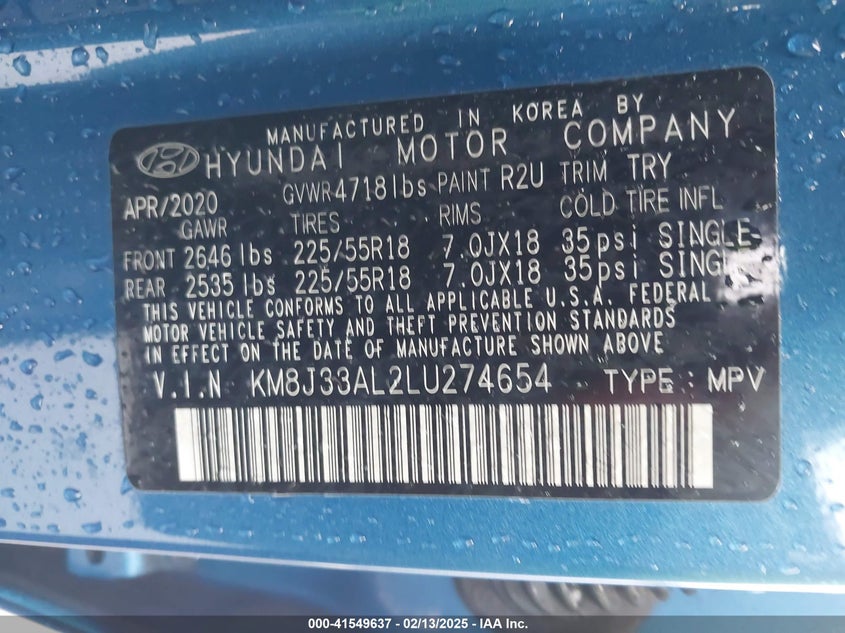 MANUFACTURED IN KOREA BY
HYUNDAI MOTOR COMPANY
APR/2020 GVWR4718lbs PAINT R2U TRIM TRY
GAWR TIRES RIMS COLD TIRE INFL
FRONT 2646 lbs 225/55R18 7.0JX18 35psi SINGLE
REAR 2535 lbs 225/55R18 7.0JX18 35psi SINGLE
THIS VEHICLE CONFORMS TO ALL APPLICABLE U.S.A. FEDERAL
MOTOR VEHICLE SAFETY AND THEFT PREVENTION STANDARDS
IN EFFECT ON THE DATE OF MANUFACTURE SHOWN ABOVE.
V.I.N KM8J33AL2LU274654 TYPE: MPV
000-41549637 - 02/13/2025 - IAA Inc.